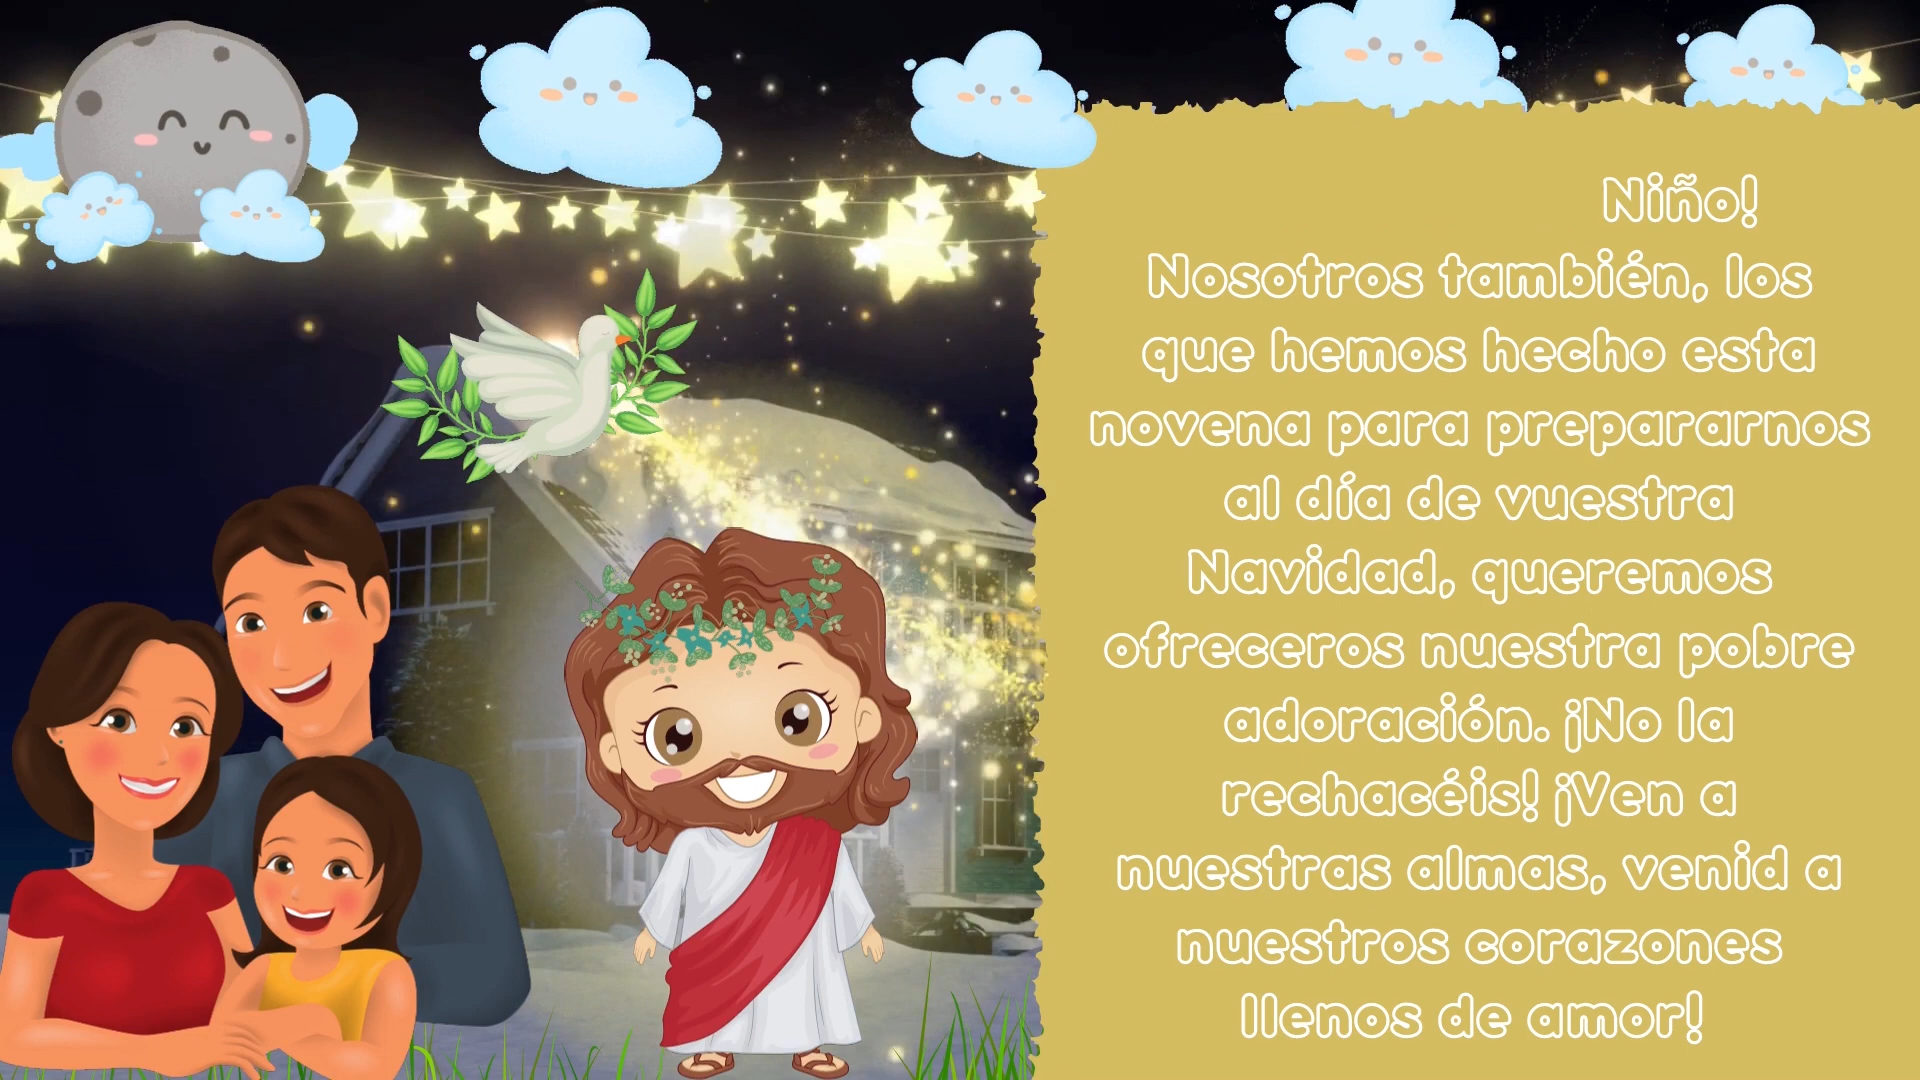 Niño!
Nosotros también, los
que hemos hecho esta
novena para prepararnos
al día de vuestra
Navidad, queremos
ofreceros nuestra pobre
adoración. ¡No la
rechacéis! ¡Ven a
nuestras almas, venid a
nuestros corazones
llenos de amor!